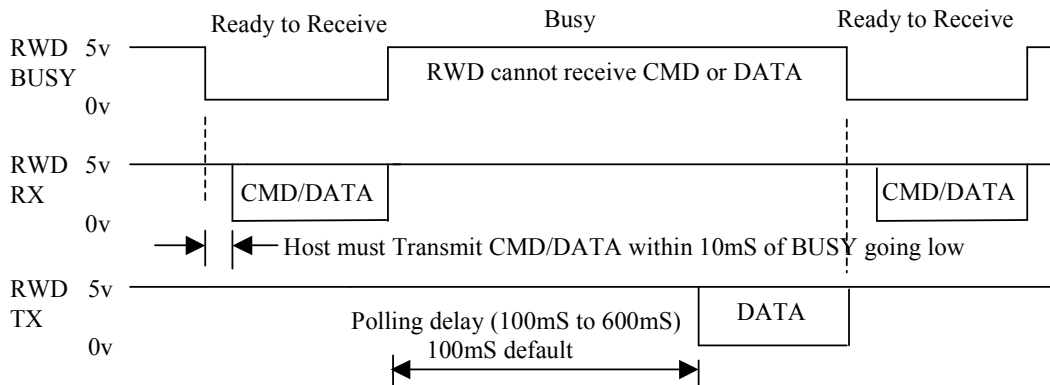 Ready to Receive Busy Ready to Receive
RWD 5v
BUSY
RWD cannot receive CMD or DATA
0v
RWD 5v
RX
CMD/DATA CMD/DATA
0v
Host must Transmit CMD/DATA within 10mS of BUSY going low
RWD 5v
TX
DATA
Polling delay (100mS to 600mS)
0v
100mS default